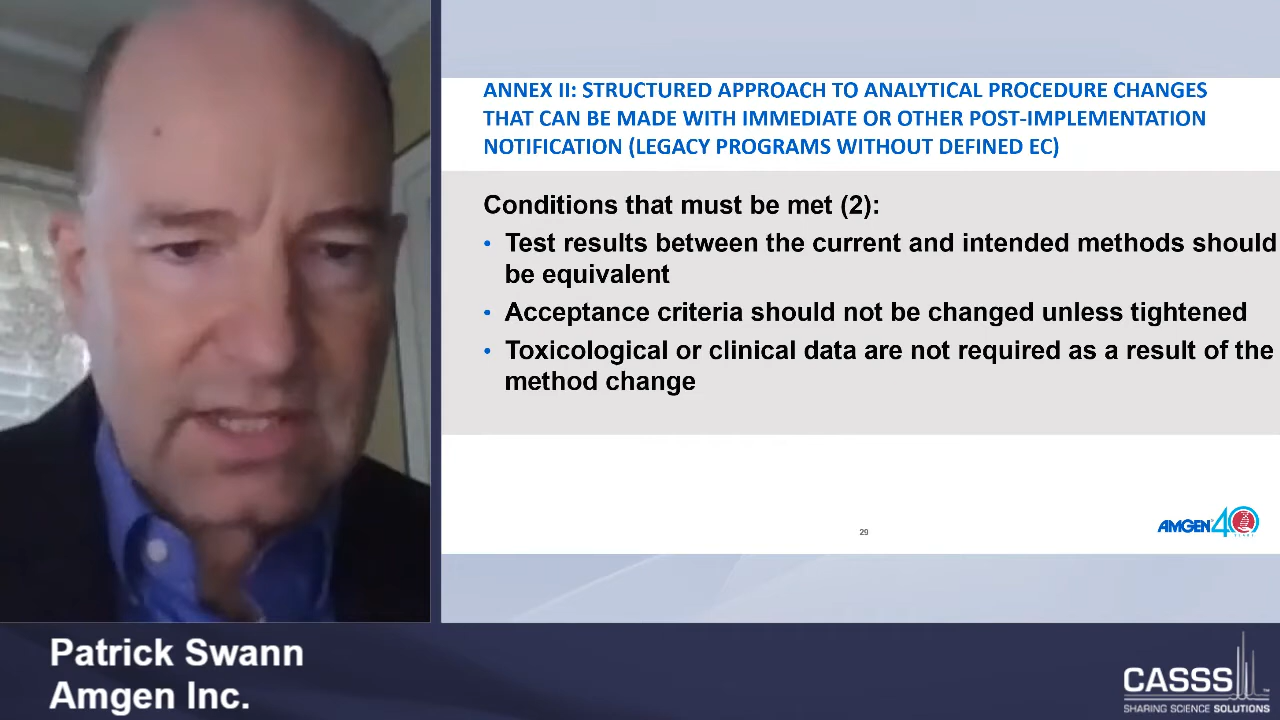 ANNEX II: STRUCTURED APPROACH TO ANALYTICAL PROCEDURE CHANGES
THAT CAN BE MADE WITH IMMEDIATE OR OTHER POST-IMPLEMENTATION
NOTIFICATION (LEGACY PROGRAMS WITHOUT DEFINED EC)
Conditions that must be met (2):
• Test results between the current and intended methods should
be equivalent
• Acceptance criteria should not be changed unless tightened
• Toxicological or clinical data are not required as a result of the
method change
29
AMGEN 40
YEARS
Patrick Swann
Amgen Inc.
CASSS
SHARING SCIENCE SOLUTIONS